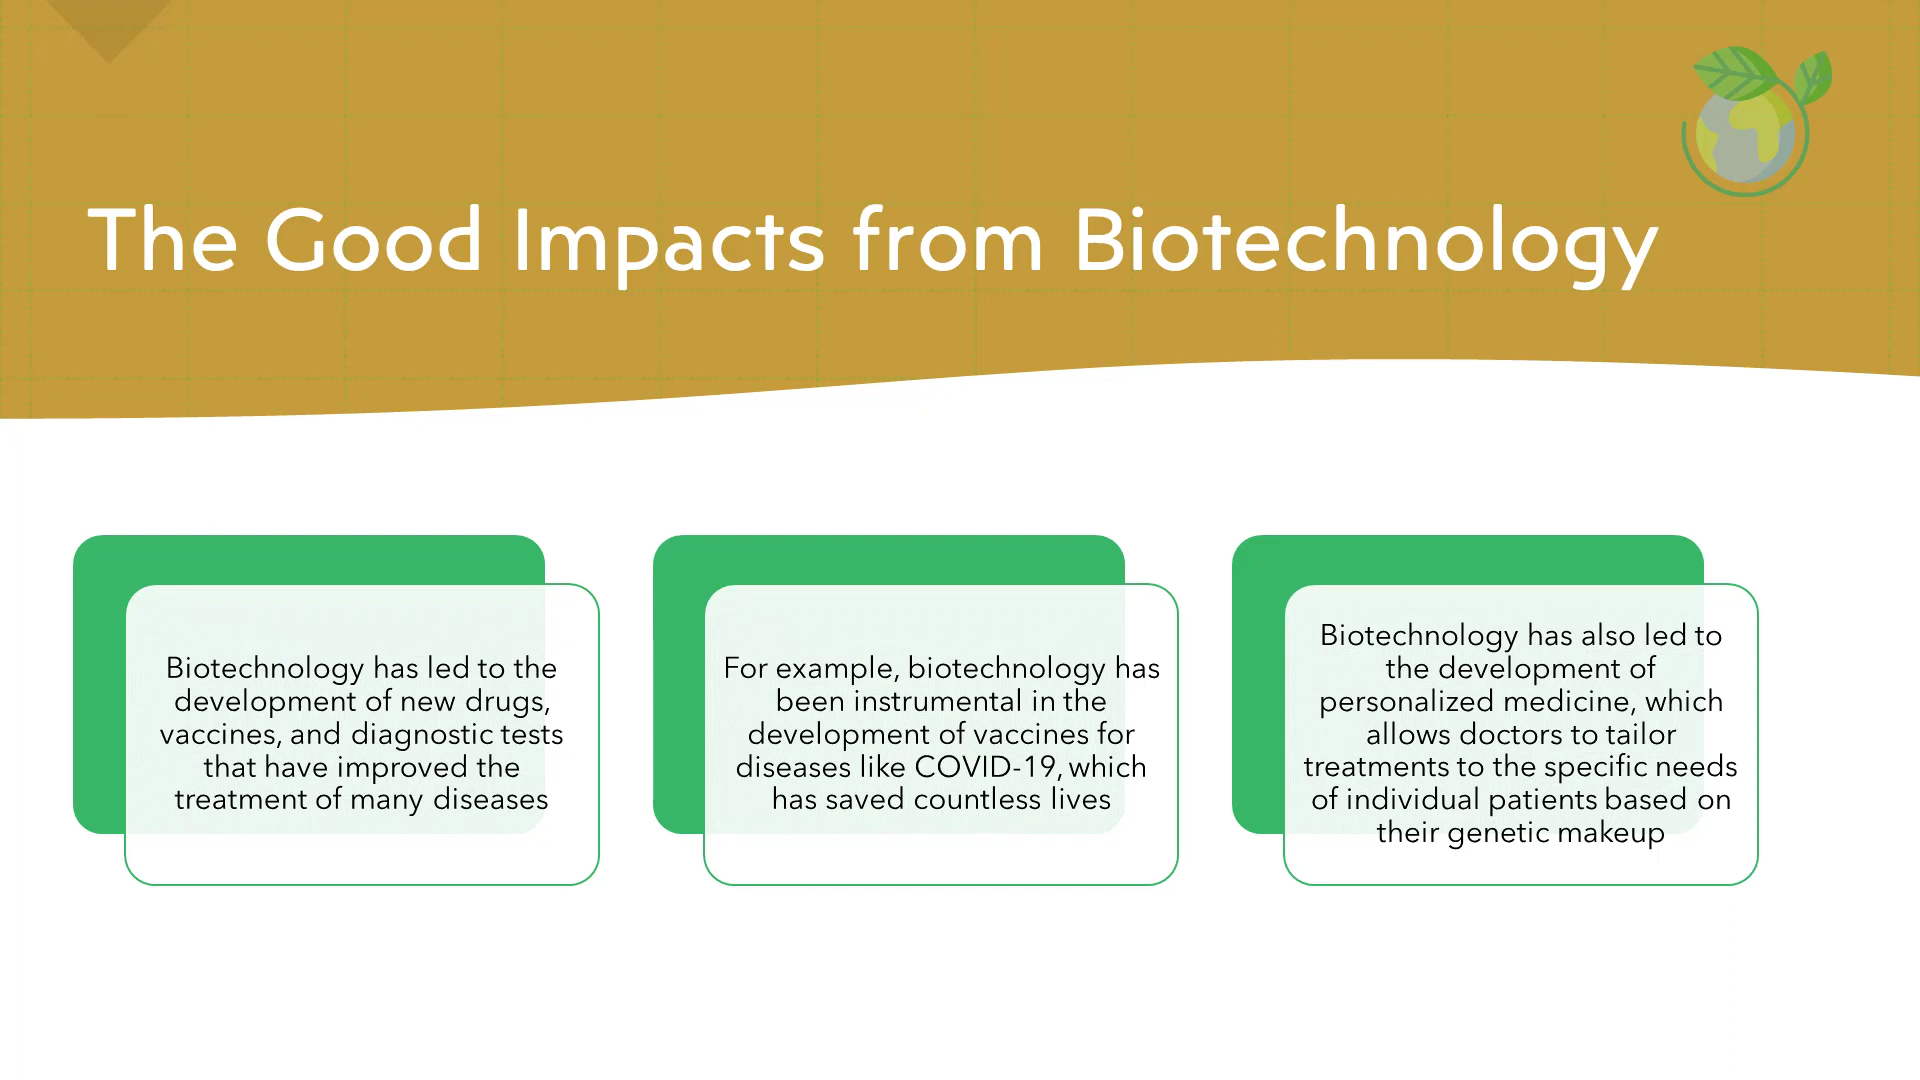 The Good Impacts from Biotechnology
Biotechnology has led to the
development of new drugs,
vaccines, and diagnostic tests
that have improved the
treatment of many diseases
For example, biotechnology has
been instrumental in the
development of vaccines for
diseases like COVID-19, which
has saved countless lives
Biotechnology has also led to
the development of
personalized medicine, which
allows doctors to tailor
treatments to the specific needs
of individual patients based on
their genetic makeup